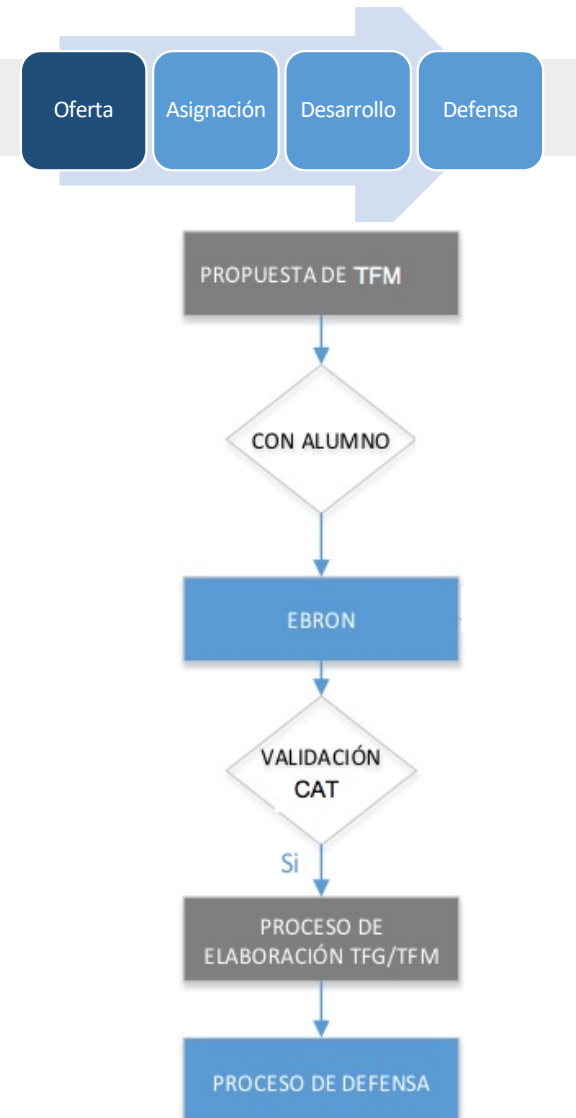 Oferta
Asignación
Desarrollo
Defensa
PROPUESTA DE TFM
CON ALUMNO
EBRON
VALIDACIÓN
CAT
Si
PROCESO DE
ELABORACIÓN TFG/TFM
PROCESO DE DEFENSA